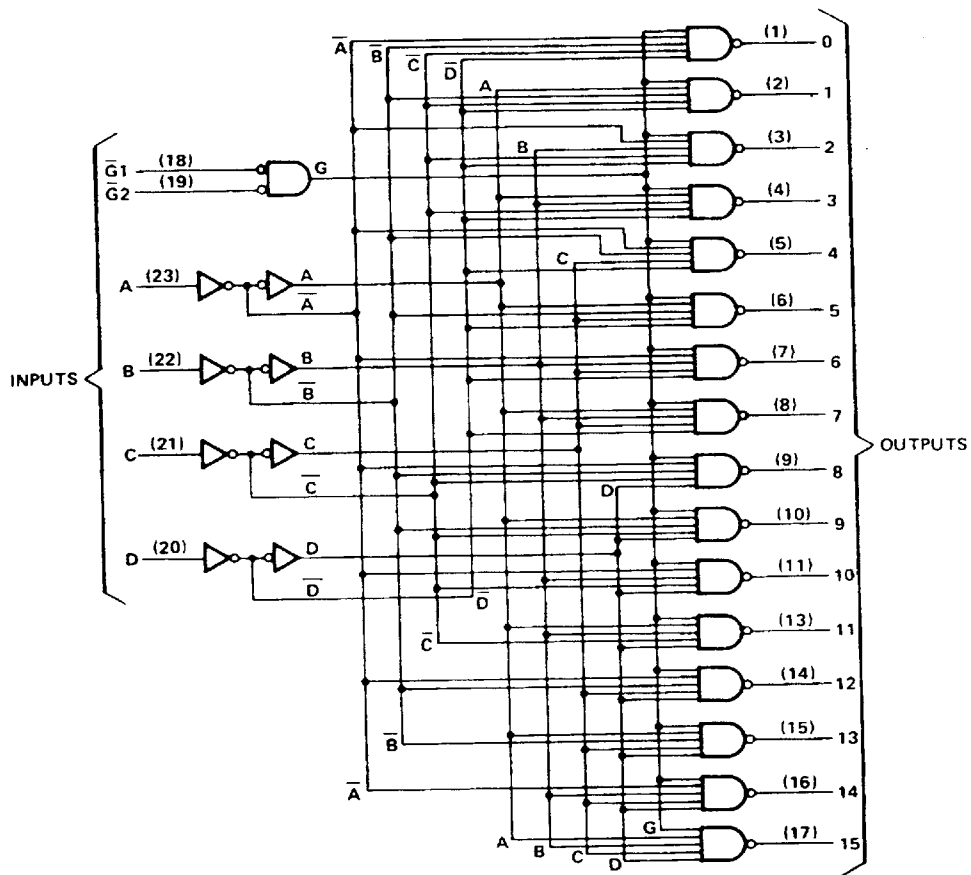 A̅ B̅ C̅ D̅ (1) 0
A (2) 1
B (3) 2
G̅1 (18) G
G̅2 (19)
(4) 3
C (5) 4
A (23) A
A̅
(6) 5
B (22) B
B̅
(7) 6
INPUTS
(8) 7
OUTPUTS
C (21) C
C̅
D (9) 8
(10) 9
D (20) D
D̅ D̅
(11) 10
C̅ (13) 11
(14) 12
B̅ (15) 13
A̅ (16) 14
G
A B C D (17) 15